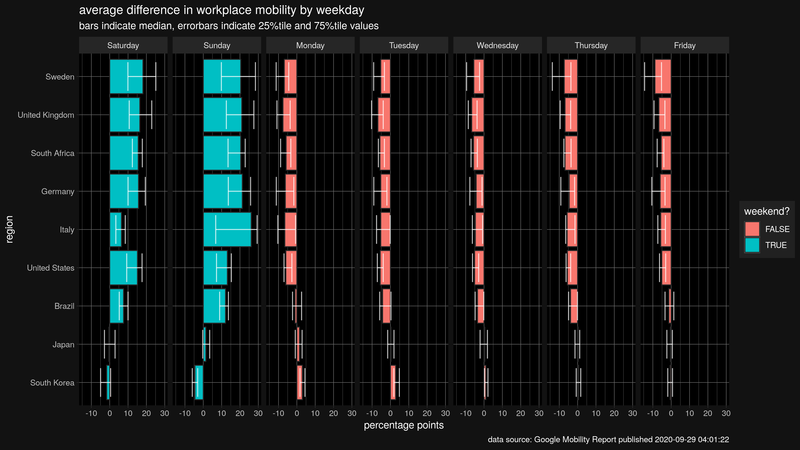 average difference in workplace mobility by weekday
bars indicate median, errorbars indicate 25%tile and 75%tile values
Saturday Sunday Monday Tuesday Wednesday Thursday Friday
region
Sweden
United Kingdom
South Africa
Germany
Italy
United States
Brazil
Japan
South Korea
-10 0 10 20 30 -10 0 10 20 30 -10 0 10 20 30 -10 0 10 20 30 -10 0 10 20 30 -10 0 10 20 30 -10 0 10 20 30
percentage points
weekend?
FALSE
TRUE
data source: Google Mobility Report published 2020-09-29 04:01:22